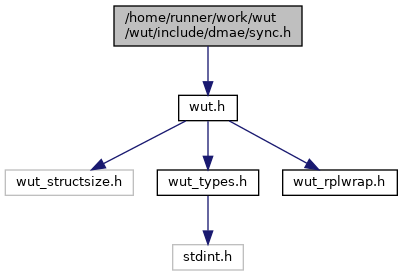 /home/runner/work/wut
/wut/include/dmae/sync.h
wut.h
wut_structsize.h
wut_types.h
wut_rplwrap.h
stdint.h